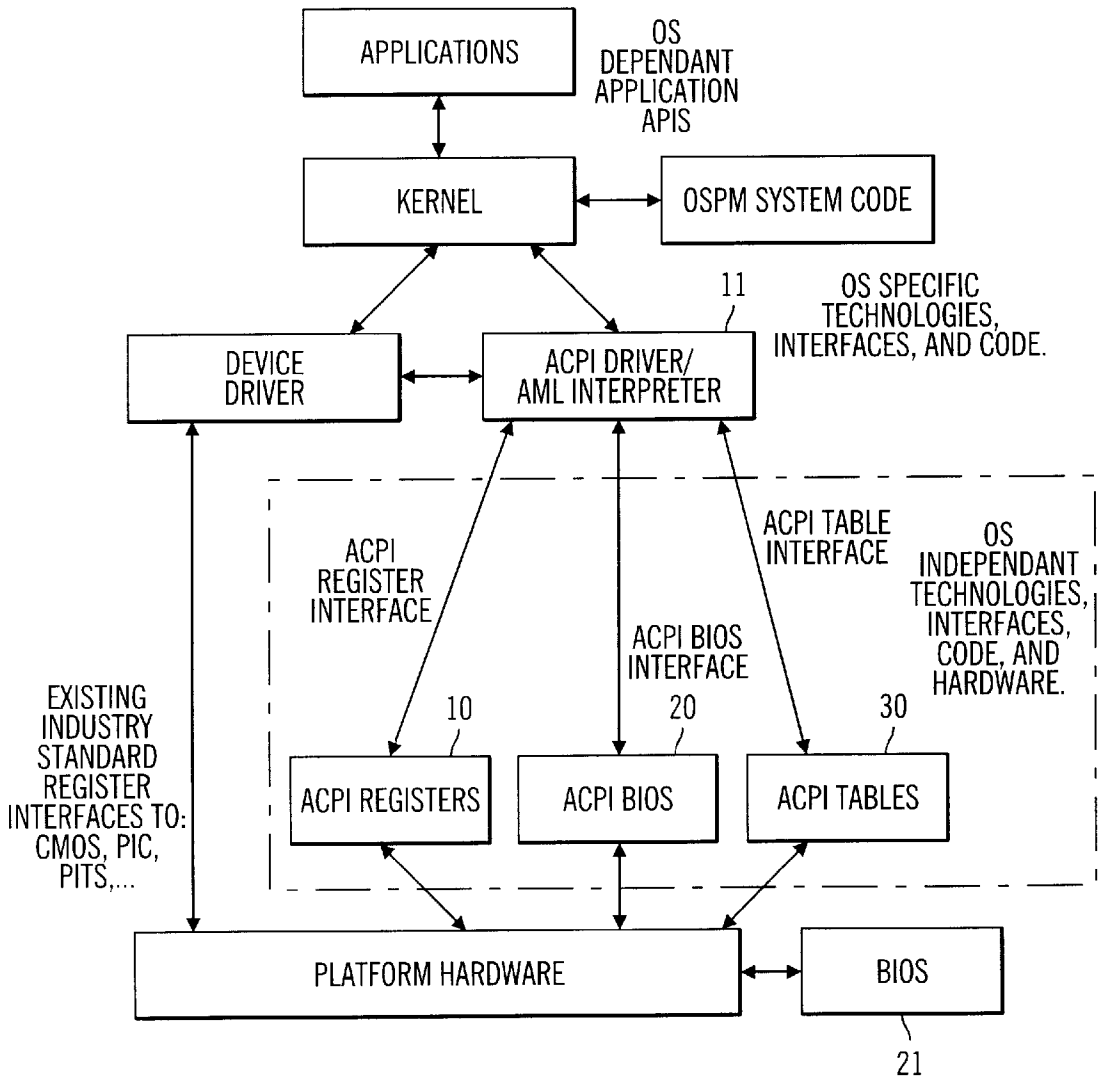 APPLICATIONS
OS
DEPENDANT
APPLICATION
APIS
KERNEL
OSPM SYSTEM CODE
11
OS SPECIFIC
TECHNOLOGIES,
INTERFACES, AND CODE.
DEVICE
DRIVER
ACPI DRIVER/
AML INTERPRETER
ACPI
REGISTER
INTERFACE
ACPI TABLE
INTERFACE
OS
INDEPENDANT
TECHNOLOGIES,
INTERFACES,
CODE, AND
HARDWARE.
ACPI BIOS
INTERFACE
EXISTING
INDUSTRY
STANDARD
REGISTER
INTERFACES TO:
CMOS, PIC,
PITS,...
10
20
30
ACPI REGISTERS
ACPI BIOS
ACPI TABLES
PLATFORM HARDWARE
BIOS
21